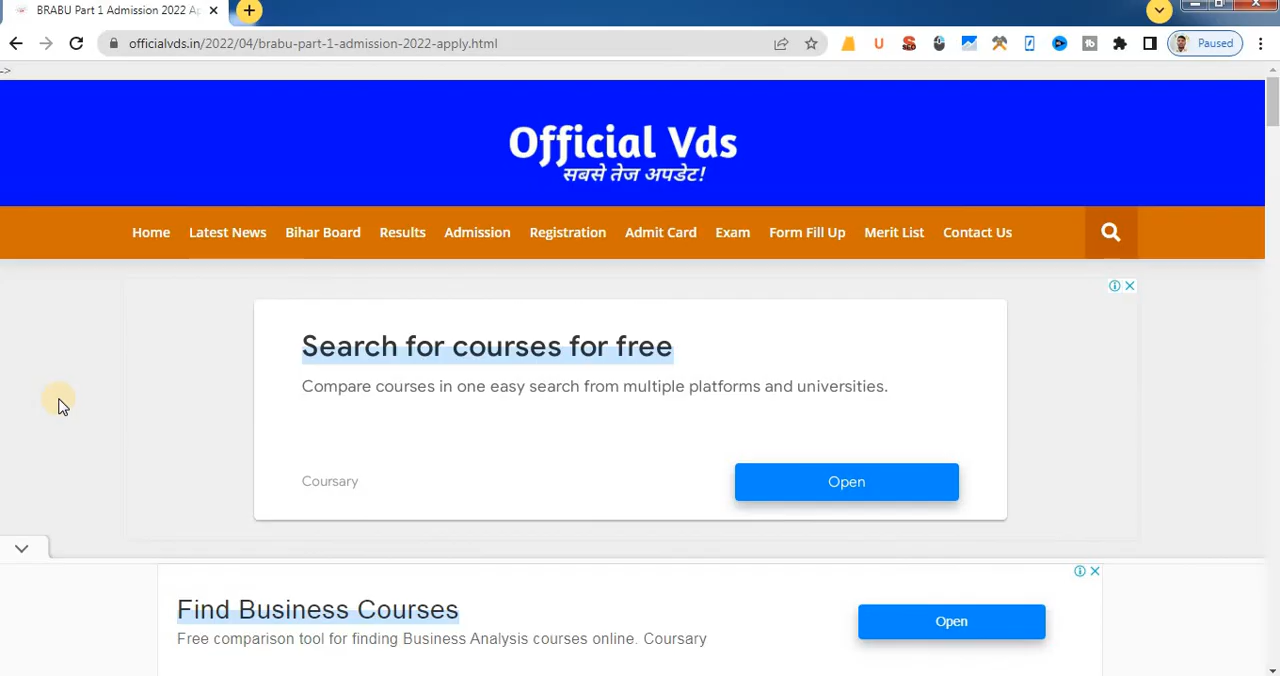 BRABU Part 1 Admission 2022 Ap
officialvds.in/2022/04/brabu-part-1-admission-2022-apply.html
Paused
->
Official Vds
सबसे तेज अपडेट!
Home Latest News Bihar Board Results Admission Registration Admit Card Exam Form Fill Up Merit List Contact Us
Search for courses for free
Compare courses in one easy search from multiple platforms and universities.
Coursary Open
Find Business Courses
Open
Free comparison tool for finding Business Analysis courses online. Coursary